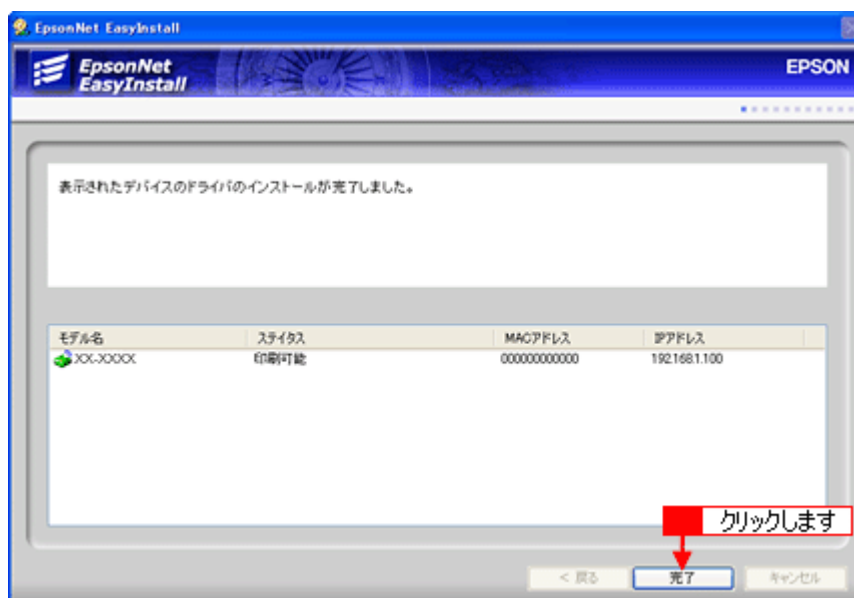 EpsonNet EasyInstall
EpsonNet
EasyInstall
EPSON
表示されたデバイスのドライバのインストールが完了しました。
モデル名 ステイタス MACアドレス IPアドレス
XX-XXXX 印刷可能 000000000000 192.168.1.100
クリックします
< 戻る 完了 キャンセル